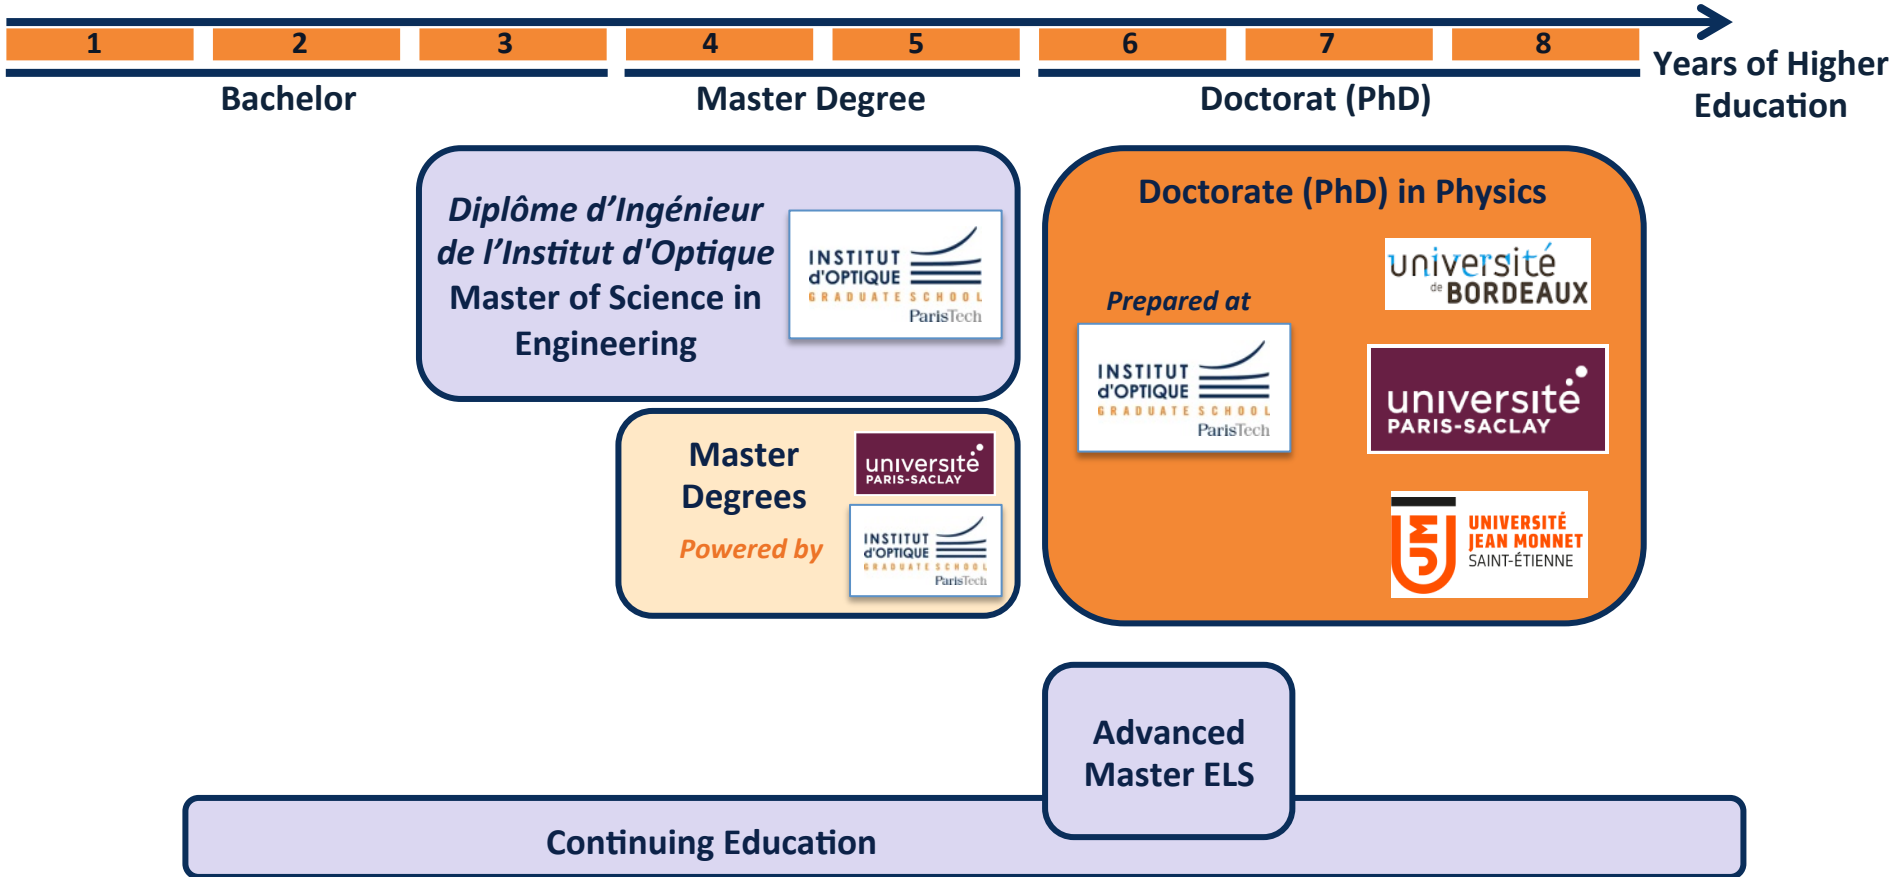 1 2 3 4 5 6 7 8
Years of Higher
Education
Bachelor
Master Degree
Doctorat (PhD)
Diplôme d’Ingénieur
de l’Institut d'Optique
Master of Science in
Engineering
INSTITUT
d'OPTIQUE
GRADUATE SCHOOL
ParisTech
Master
Degrees
Powered by
université
PARIS-SACLAY
INSTITUT
d'OPTIQUE
GRADUATE SCHOOL
ParisTech
Doctorate (PhD) in Physics
Prepared at
INSTITUT
d'OPTIQUE
GRADUATE SCHOOL
ParisTech
université
de BORDEAUX
université
PARIS-SACLAY
UJM
UNIVERSITÉ
JEAN MONNET
SAINT-ÉTIENNE
Advanced
Master ELS
Continuing Education